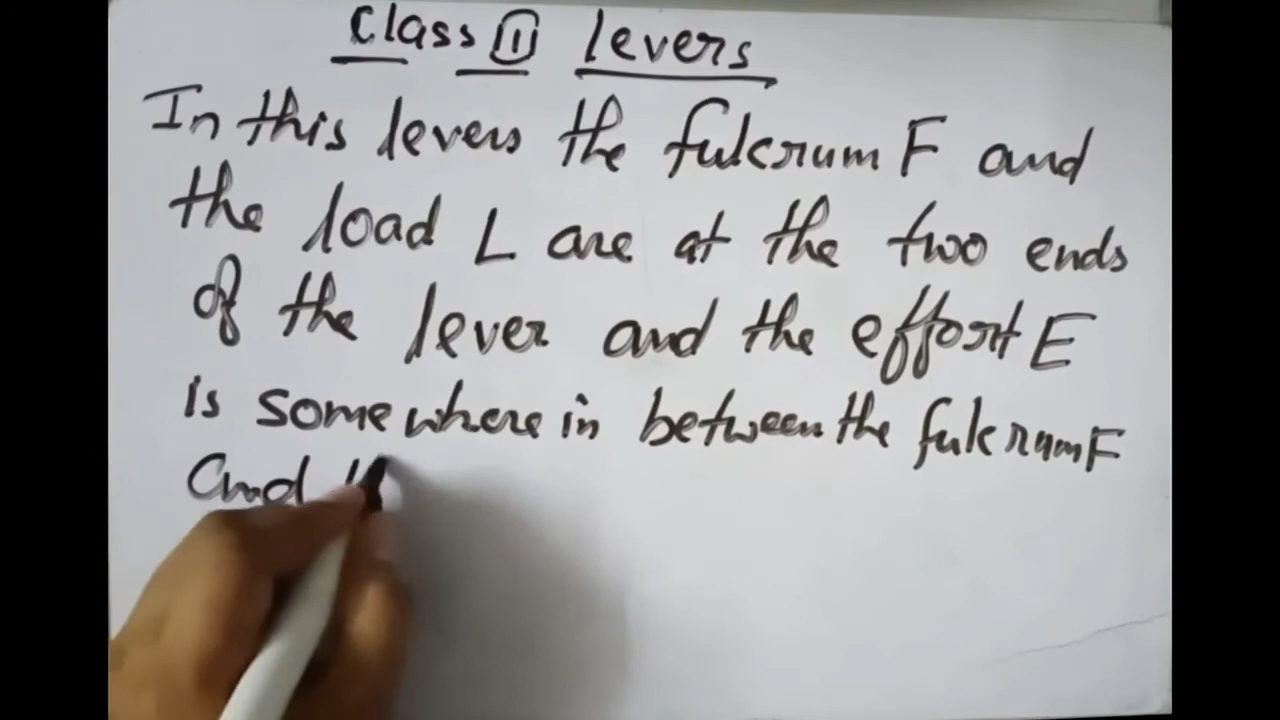 Class ① levers
In this levers the fulcrum F and
the load L are at the two ends
of the lever and the effort E
is somewhere in between the fulcrum F
And